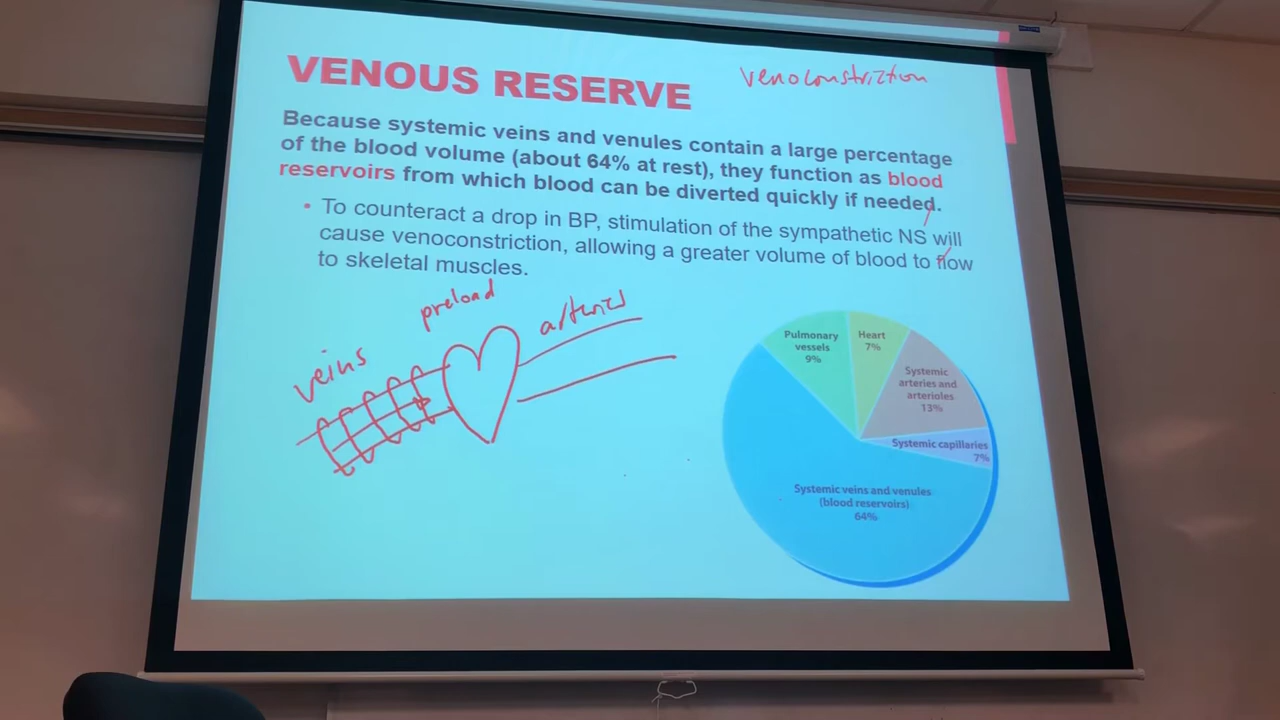 VENOUS RESERVE
venoconstriction
Because systemic veins and venules contain a large percentage
of the blood volume (about 64% at rest), they function as blood
reservoirs from which blood can be diverted quickly if needed.
• To counteract a drop in BP, stimulation of the sympathetic NS will
cause venoconstriction, allowing a greater volume of blood to flow
to skeletal muscles.
preload
arteries
veins
Pulmonary
vessels
9%
Heart
7%
Systemic
arteries and
arterioles
13%
Systemic capillaries
7%
Systemic veins and venules
(blood reservoirs)
64%